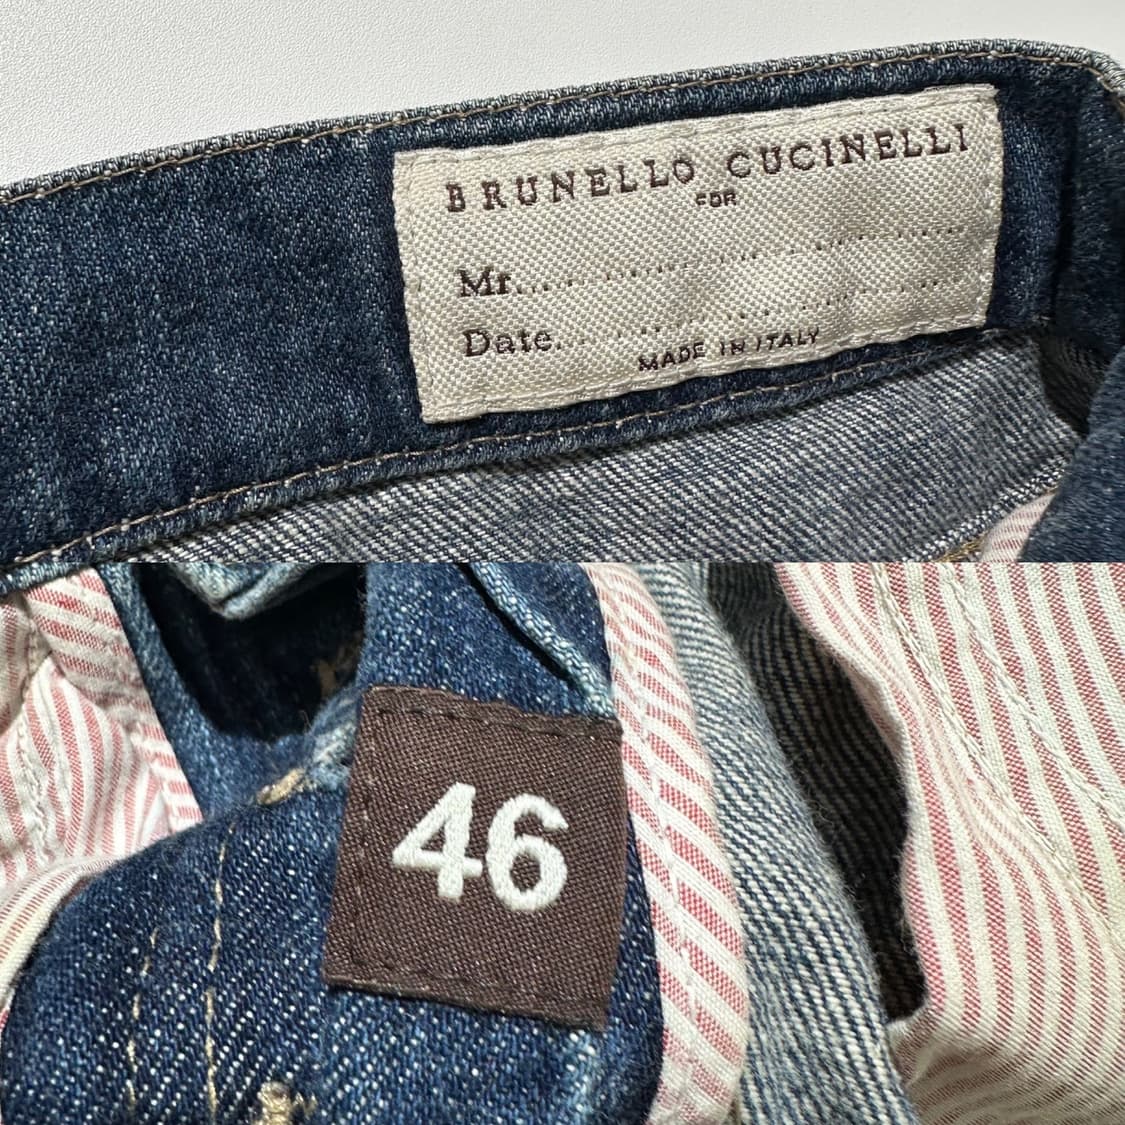 BRUNELLO CUCINELLI
FOR
Mr.........................
Date.......................
MADE IN ITALY
46